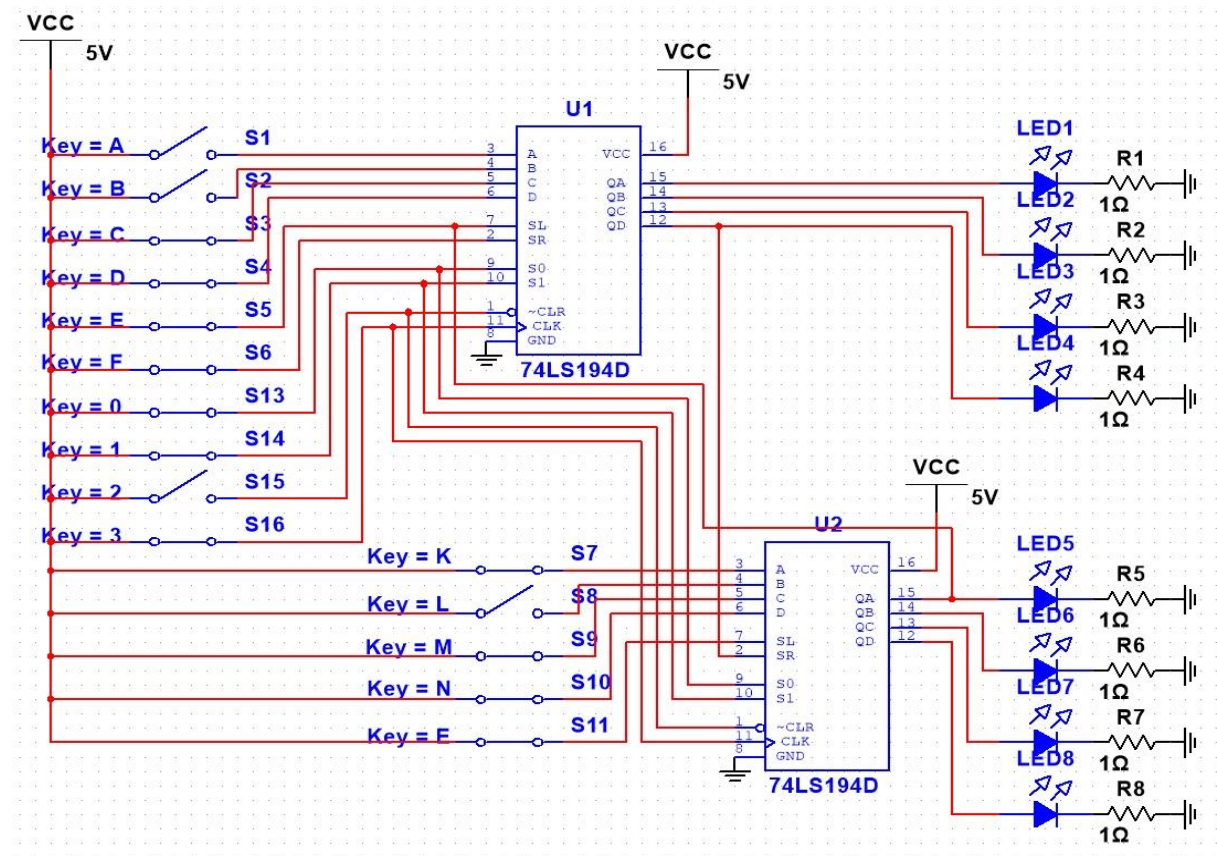 VCC
5V
VCC
5V
U1
Key = A
S1
Key = B
S2
Key = C
S3
Key = D
S4
Key = E
S5
Key = F
S6
Key = 0
S13
Key = 1
S14
Key = 2
S15
Key = 3
S16
3 A VCC 16
4 B
5 C QA 15
6 D QB 14
QC 13
7 SL QD 12
2 SR
9 S0
10 S1
1 ~CLR
11 CLK
8 GND
74LS194D
LED1
R1
1Ω
LED2
R2
1Ω
LED3
R3
1Ω
LED4
R4
1Ω
VCC
5V
U2
Key = K
S7
Key = L
S8
Key = M
S9
Key = N
S10
Key = E
S11
3 A VCC 16
4 B
5 C QA 15
6 D QB 14
QC 13
7 SL QD 12
2 SR
9 S0
10 S1
1 ~CLR
11 CLK
8 GND
74LS194D
LED5
R5
1Ω
LED6
R6
1Ω
LED7
R7
1Ω
LED8
R8
1Ω